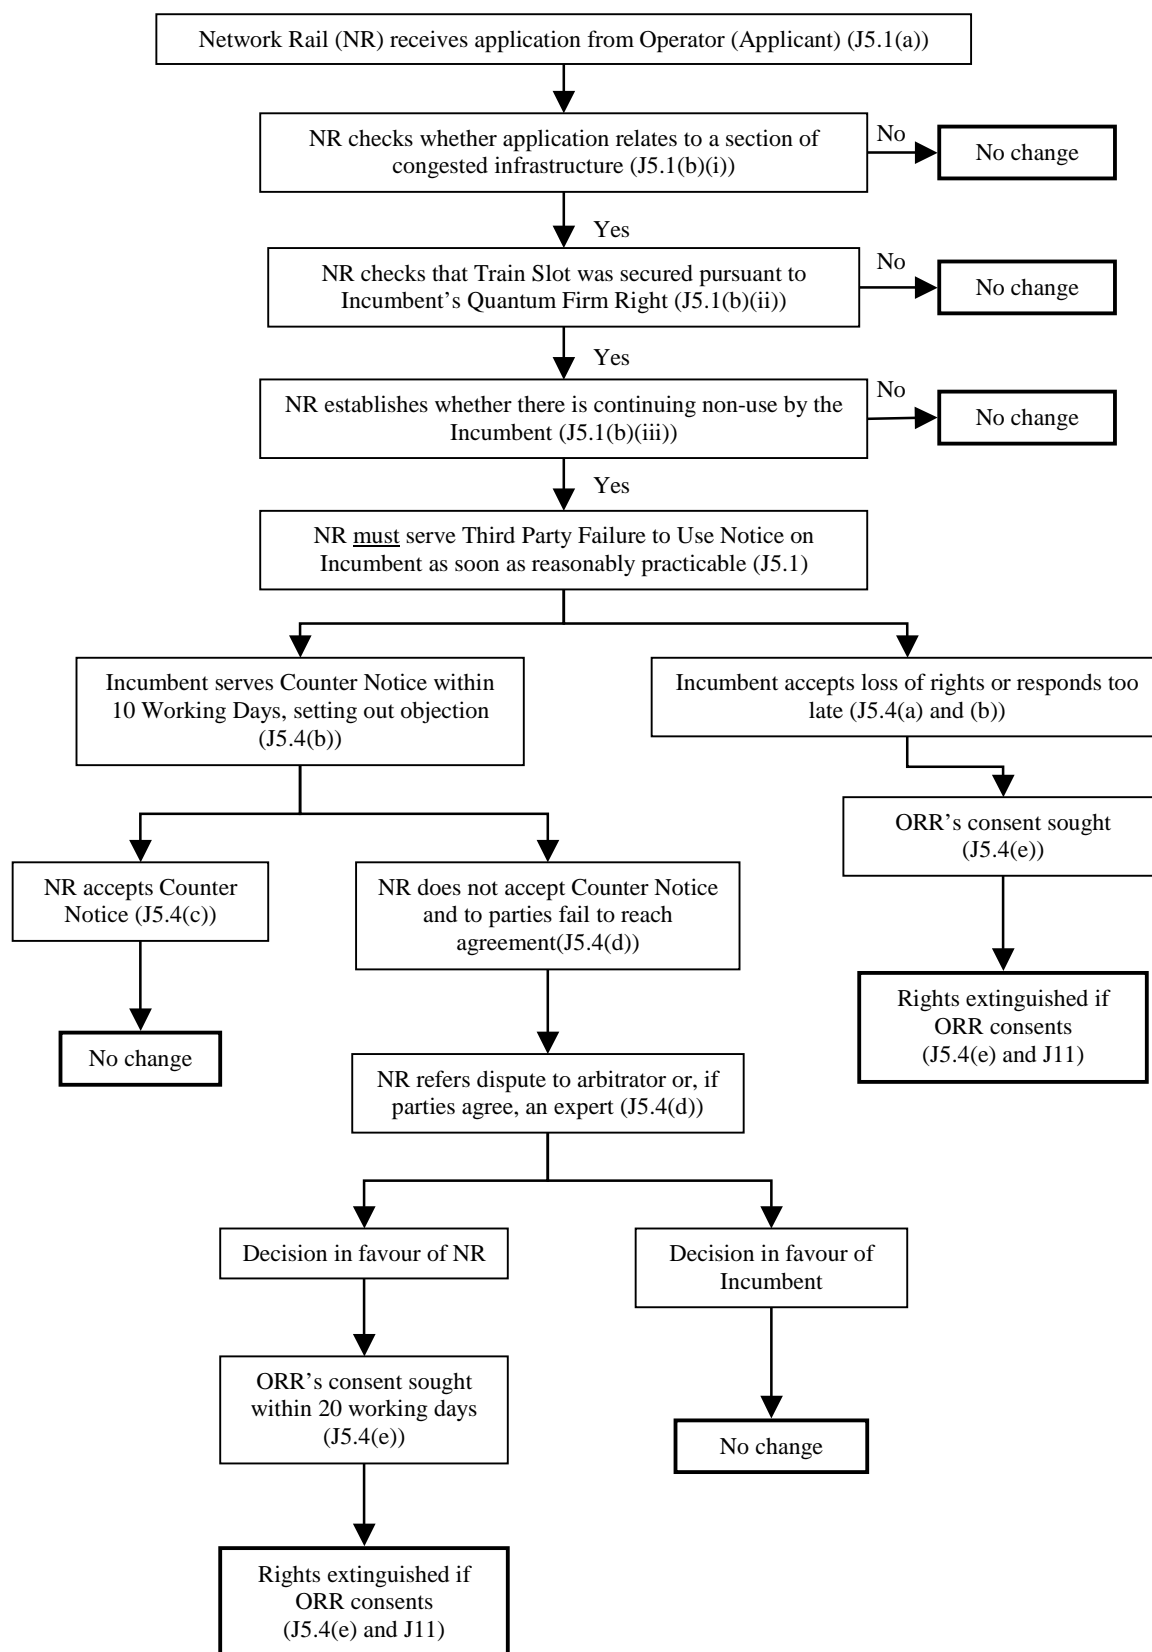 Network Rail (NR) receives application from Operator (Applicant) (J5.1(a))
NR checks whether application relates to a section of
congested infrastructure (J5.1(b)(i))
No
No change
Yes
NR checks that Train Slot was secured pursuant to
Incumbent’s Quantum Firm Right (J5.1(b)(ii))
No
No change
Yes
NR establishes whether there is continuing non-use by the
Incumbent (J5.1(b)(iii))
No
No change
Yes
NR must serve Third Party Failure to Use Notice on
Incumbent as soon as reasonably practicable (J5.1)
Incumbent serves Counter Notice within
10 Working Days, setting out objection
(J5.4(b))
Incumbent accepts loss of rights or responds too
late (J5.4(a) and (b))
ORR’s consent sought
(J5.4(e))
NR accepts Counter
Notice (J5.4(c))
NR does not accept Counter Notice
and to parties fail to reach
agreement(J5.4(d))
Rights extinguished if
ORR consents
(J5.4(e) and J11)
No change
NR refers dispute to arbitrator or, if
parties agree, an expert (J5.4(d))
Decision in favour of NR
Decision in favour of
Incumbent
ORR’s consent sought
within 20 working days
(J5.4(e))
No change
Rights extinguished if
ORR consents
(J5.4(e) and J11)